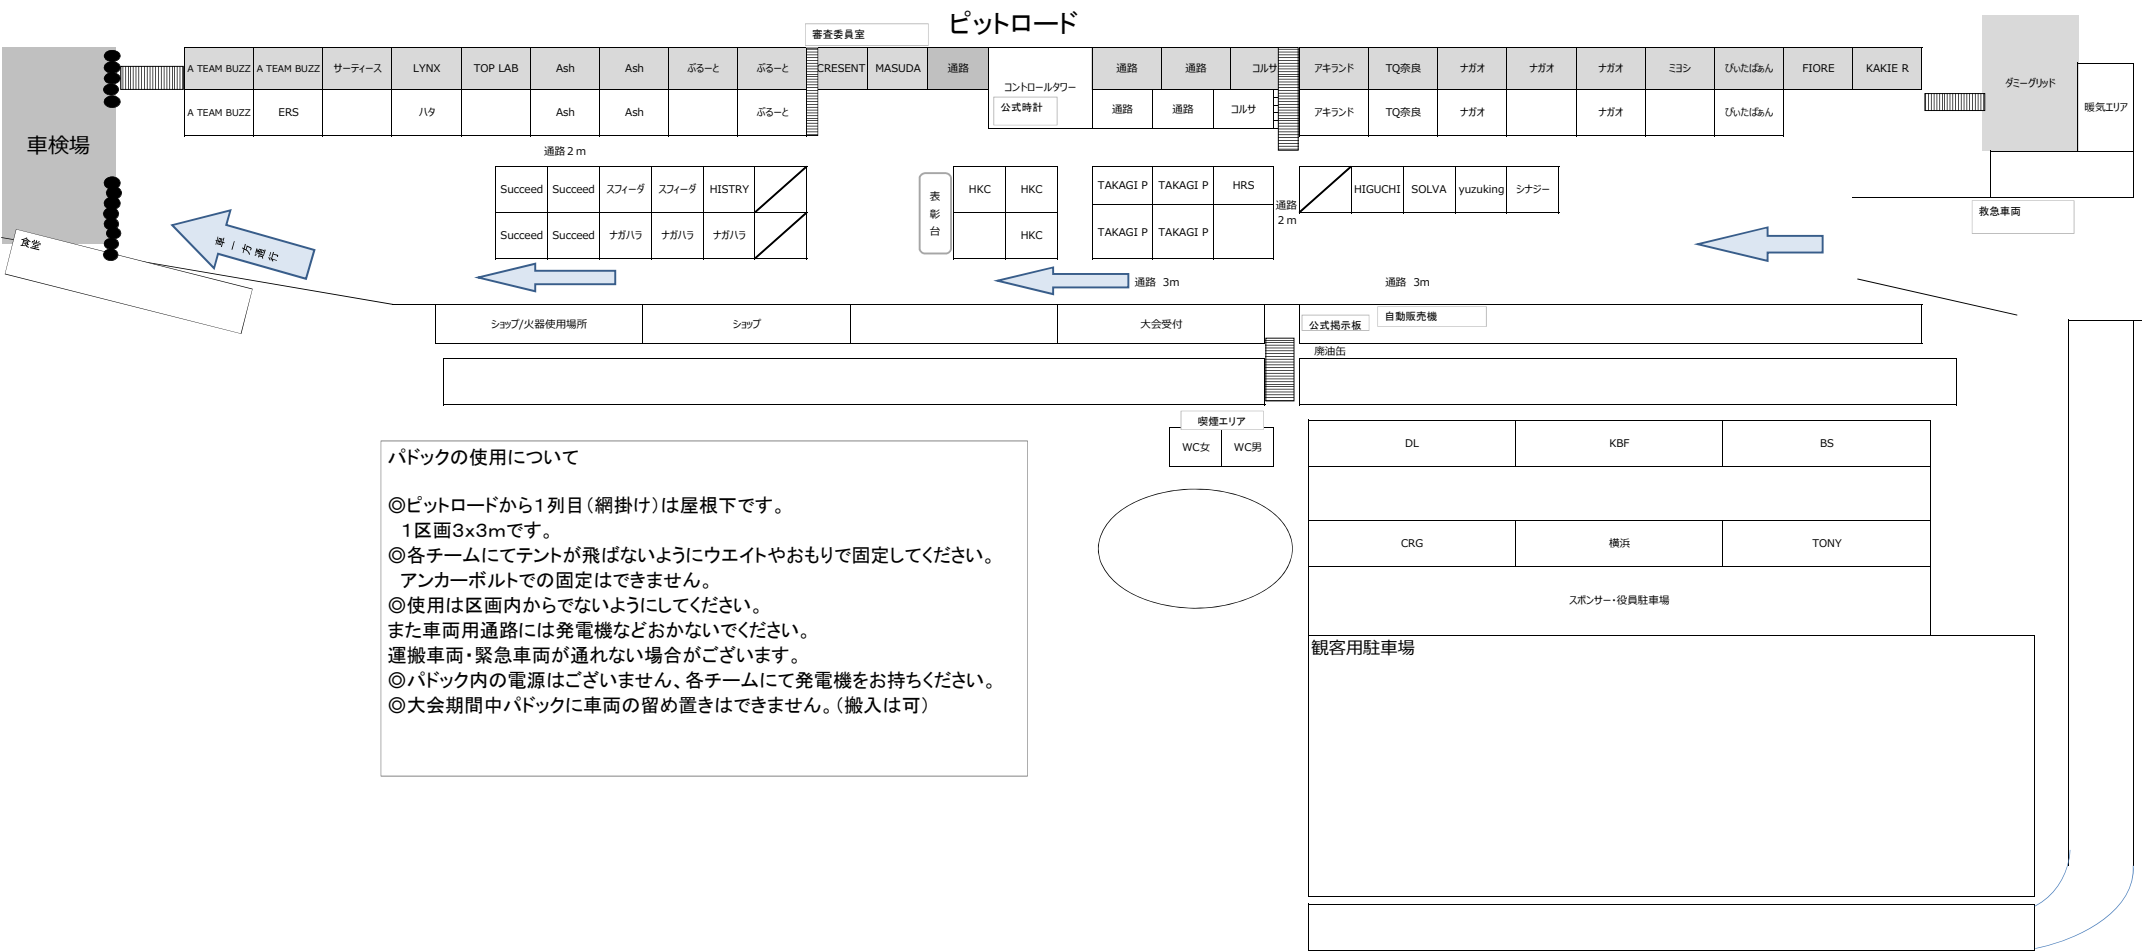 ピットロード
審査委員室
A TEAM BUZZ A TEAM BUZZ サーティース LYNX TOP LAB Ash Ash ぶるーと ぶるーと CRESENT MASUDA 通路 通路 通路 コルサ アキランド TQ奈良 ナガオ ナガオ ナガオ ミヨシ ぴいたぱぁん FIORE KAKIE R
ダミーグリッド
コントロールタワー
公式時計
A TEAM BUZZ ERS ハタ Ash Ash ぶるーと 通路 通路 コルサ アキランド TQ奈良 ナガオ ナガオ ぴいたぱぁん
暖気エリア
車検場
通路2m
Succeed Succeed スフィーダ スフィーダ HISTRY
Succeed Succeed ナガハラ ナガハラ ナガハラ
表彰台
HKC HKC
HKC
TAKAGI P TAKAGI P HRS
TAKAGI P TAKAGI P
通路
2m
HIGUCHI SOLVA yuzuking シナジー
救急車両
食堂
車一方通行
通路 3m
通路 3m
ショップ/火器使用場所 ショップ 大会受付
公式掲示板
自動販売機
廃油缶
喫煙エリア
WC女 WC男
DL KBF BS
CRG 横浜 TONY
スポンサー・役員駐車場
観客用駐車場
パドックの使用について
◎ピットロードから1列目(網掛け)は屋根下です。
1区画3x3mです。
◎各チームにてテントが飛ばないようにウエイトやおもりで固定してください。
アンカーボルトでの固定はできません。
◎使用は区画内からでないようにしてください。
また車両用通路には発電機などおかないでください。
運搬車両・緊急車両が通れない場合がございます。
◎パドック内の電源はございません、各チームにて発電機をお持ちください。
◎大会期間中パドックに車両の留め置きはできません。(搬入は可)